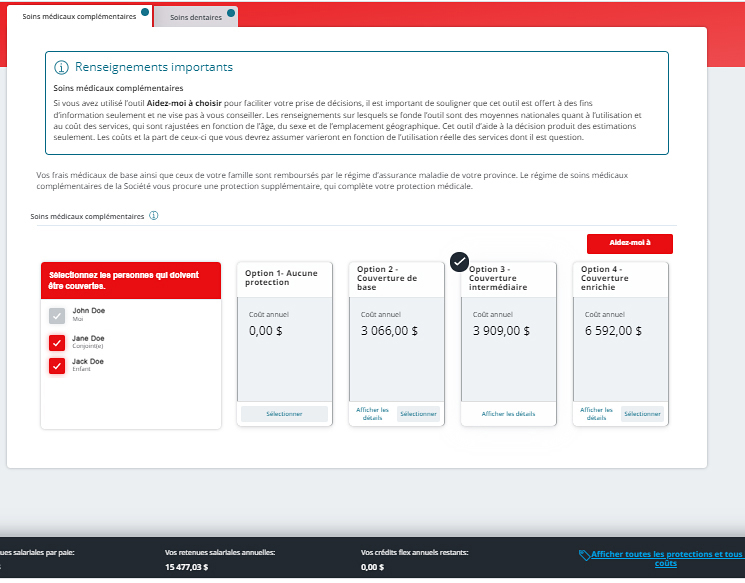 Soins médicaux complémentaires
Soins dentaires
Renseignements importants
Soins médicaux complémentaires
Si vous avez utilisé l'outil Aidez-moi à choisir pour faciliter votre prise de décisions, il est important de souligner que cet outil est offert à des fins
d'information seulement et ne vise pas à vous conseiller. Les renseignements sur lesquels se fonde l'outil sont des moyennes nationales quant à l'utilisation et
au coût des services, qui sont rajustées en fonction de l'âge, du sexe et de l'emplacement géographique. Cet outil d'aide à la décision produit des estimations
seulement. Les coûts et la part de ceux-ci que vous devrez assumer varieront en fonction de l'utilisation réelle des services dont il est question.
Vos frais médicaux de base ainsi que ceux de votre famille sont remboursés par le régime d'assurance maladie de votre province. Le régime de soins médicaux
complémentaires de la Société vous procure une protection supplémentaire, qui complète votre protection médicale.
Soins médicaux complémentaires
Aidez-moi à
Sélectionnez les personnes qui doivent
être couvertes.
John Doe
Moi
Jane Doe
Conjoint(e)
Jack Doe
Enfant
Option 1- Aucune
protection
Coût annuel
0,00 $
Sélectionner
Option 2 -
Couverture de
base
Coût annuel
3 066,00 $
Afficher les
détails
Sélectionner
Option 3 -
Couverture
intermédiaire
Coût annuel
3 909,00 $
Afficher les détails
Option 4 -
Couverture
enrichie
Coût annuel
6 592,00 $
Afficher les
détails
Sélectionner
ues salariales par paie:
Vos retenues salariales annuelles:
15 477,03 $
Vos crédits flex annuels restants:
0,00 $
Afficher toutes les protections et tous
coûts